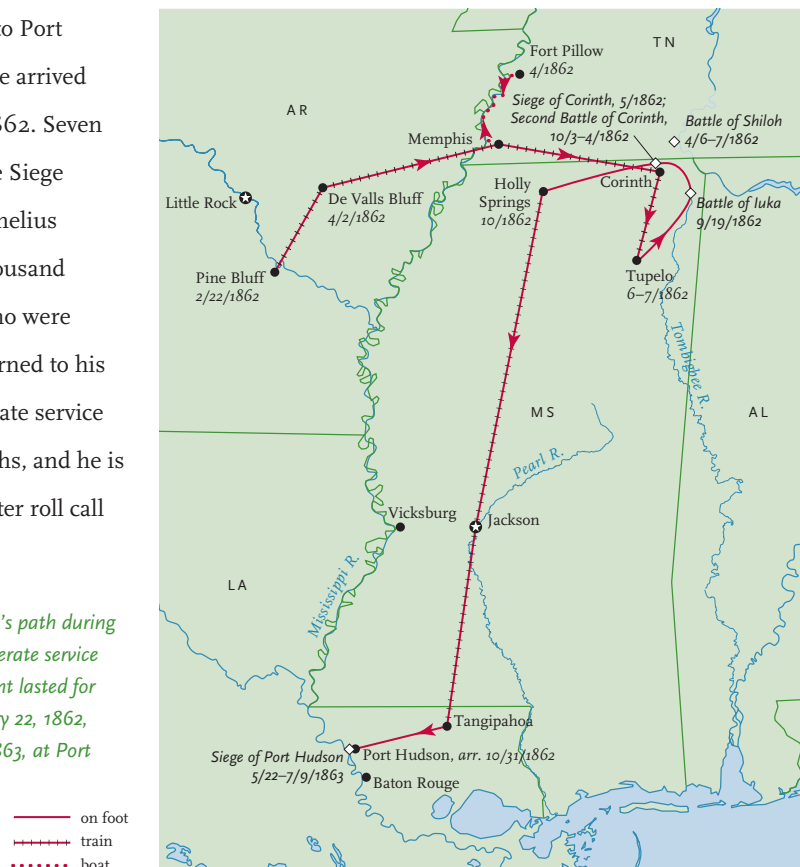 to Port
e arrived
862. Seven
e Siege
nelius
ousand
no were
rned to his
ate service
hs, and he is
ter roll call
's path during
erate service
nt lasted for
y 22, 1862,
863, at Port
on foot
train
boat
TN
Fort Pillow
4/1862
AR
Siege of Corinth, 5/1862;
Second Battle of Corinth,
10/3–4/1862
Battle of Shiloh
4/6–7/1862
Memphis
Little Rock
De Valls Bluff
4/2/1862
Holly
Springs
10/1862
Corinth
Battle of Iuka
9/19/1862
Pine Bluff
2/22/1862
Tupelo
6–7/1862
Tombigbee R.
MS
AL
Pearl R.
Vicksburg
Jackson
Mississippi R.
LA
Tangipahoa
Siege of Port Hudson
5/22–7/9/1863
Port Hudson, arr. 10/31/1862
Baton Rouge